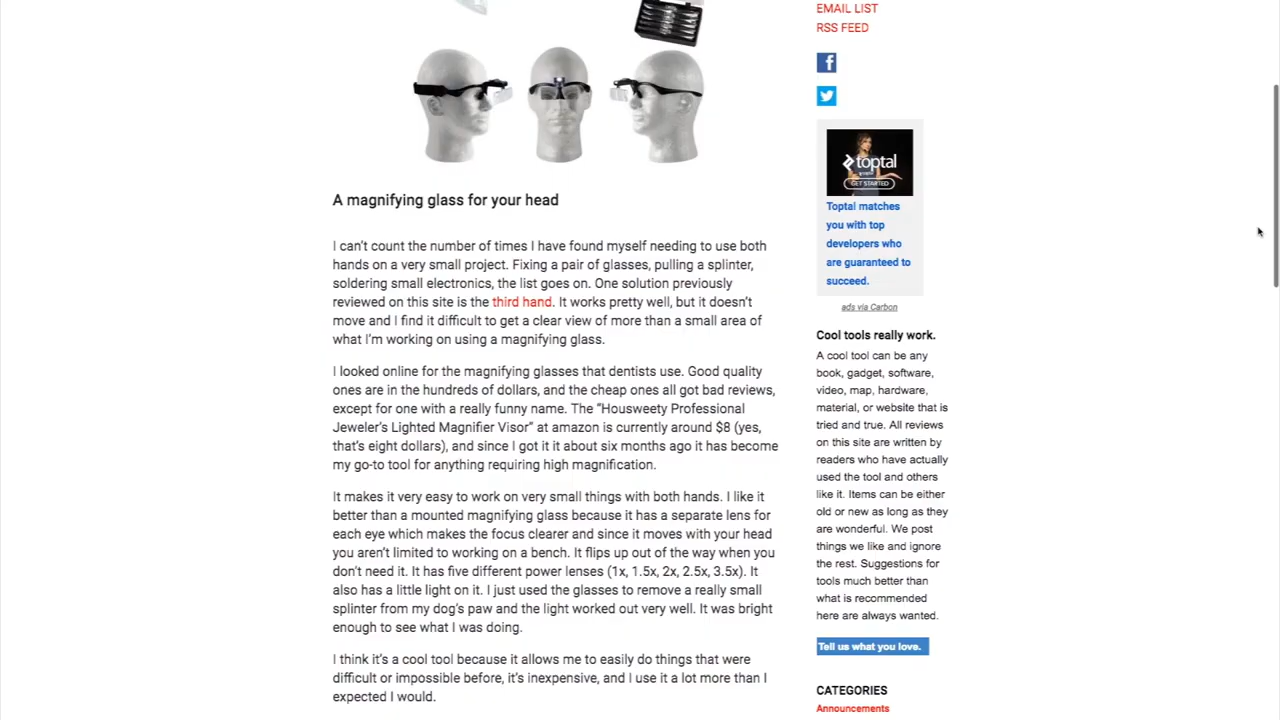 A magnifying glass for your head
I can't count the number of times I have found myself needing to use both
hands on a very small project. Fixing a pair of glasses, pulling a splinter,
soldering small electronics, the list goes on. One solution previously
reviewed on this site is the third hand. It works pretty well, but it doesn't
move and I find it difficult to get a clear view of more than a small area of
what I'm working on using a magnifying glass.
I looked online for the magnifying glasses that dentists use. Good quality
ones are in the hundreds of dollars, and the cheap ones all got bad reviews,
except for one with a really funny name. The “Housweety Professional
Jeweler's Lighted Magnifier Visor” at amazon is currently around $8 (yes,
that's eight dollars), and since I got it it about six months ago it has become
my go-to tool for anything requiring high magnification.
It makes it very easy to work on very small things with both hands. I like it
better than a mounted magnifying glass because it has a separate lens for
each eye which makes the focus clearer and since it moves with your head
you aren't limited to working on a bench. It flips up out of the way when you
don't need it. It has five different power lenses (1x, 1.5x, 2x, 2.5x, 3.5x). It
also has a little light on it. I just used the glasses to remove a really small
splinter from my dog's paw and the light worked out very well. It was bright
enough to see what I was doing.
I think it's a cool tool because it allows me to easily do things that were
difficult or impossible before, it's inexpensive, and I use it a lot more than I
expected I would.
EMAIL LIST
RSS FEED
toptal
GET STARTED
Toptal matches
you with top
developers who
are guaranteed to
succeed.
ads via Carbon
Cool tools really work.
A cool tool can be any
book, gadget, software,
video, map, hardware,
material, or website that is
tried and true. All reviews
on this site are written by
readers who have actually
used the tool and others
like it. Items can be either
old or new as long as they
are wonderful. We post
things we like and ignore
the rest. Suggestions for
tools much better than
what is recommended
here are always wanted.
Tell us what you love.
CATEGORIES
Announcements